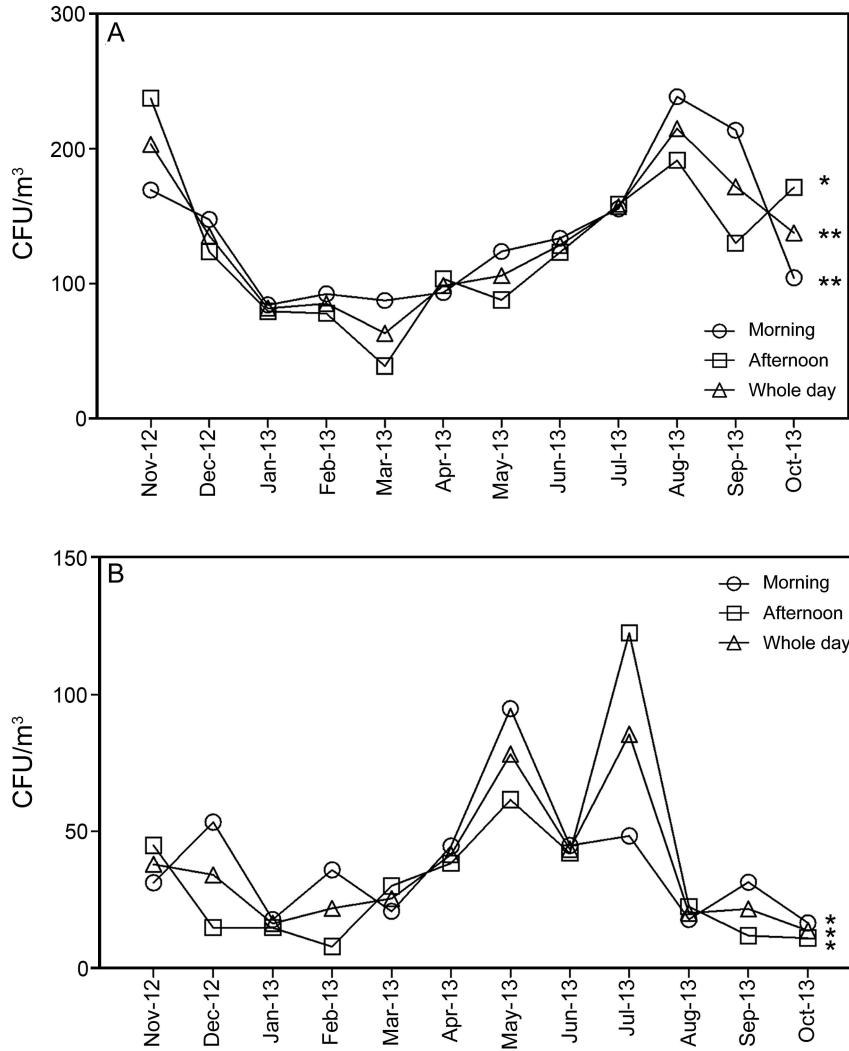 A
300
200
100
0
CFU/m³
Morning
Afternoon
Whole day
*
**
**
Nov-12
Dec-12
Jan-13
Feb-13
Mar-13
Apr-13
May-13
Jun-13
Jul-13
Aug-13
Sep-13
Oct-13
B
150
100
50
0
CFU/m³
Morning
Afternoon
Whole day
*
*
*
Nov-12
Dec-12
Jan-13
Feb-13
Mar-13
Apr-13
May-13
Jun-13
Jul-13
Aug-13
Sep-13
Oct-13